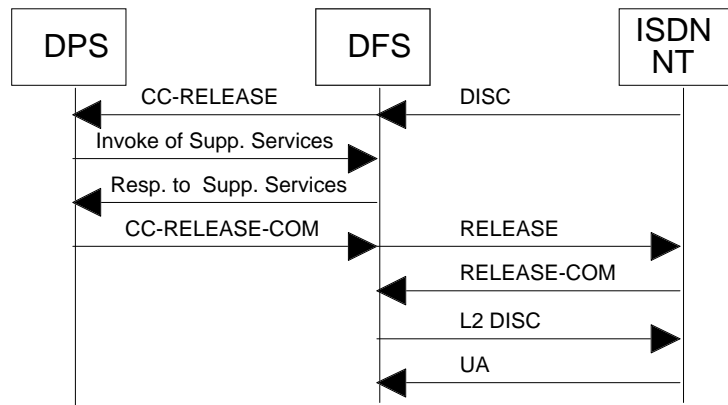 DPS
DFS
ISDN
NT
CC-RELEASE
DISC
Invoke of Supp. Services
Resp. to Supp. Services
CC-RELEASE-COM
RELEASE
RELEASE-COM
L2 DISC
UA